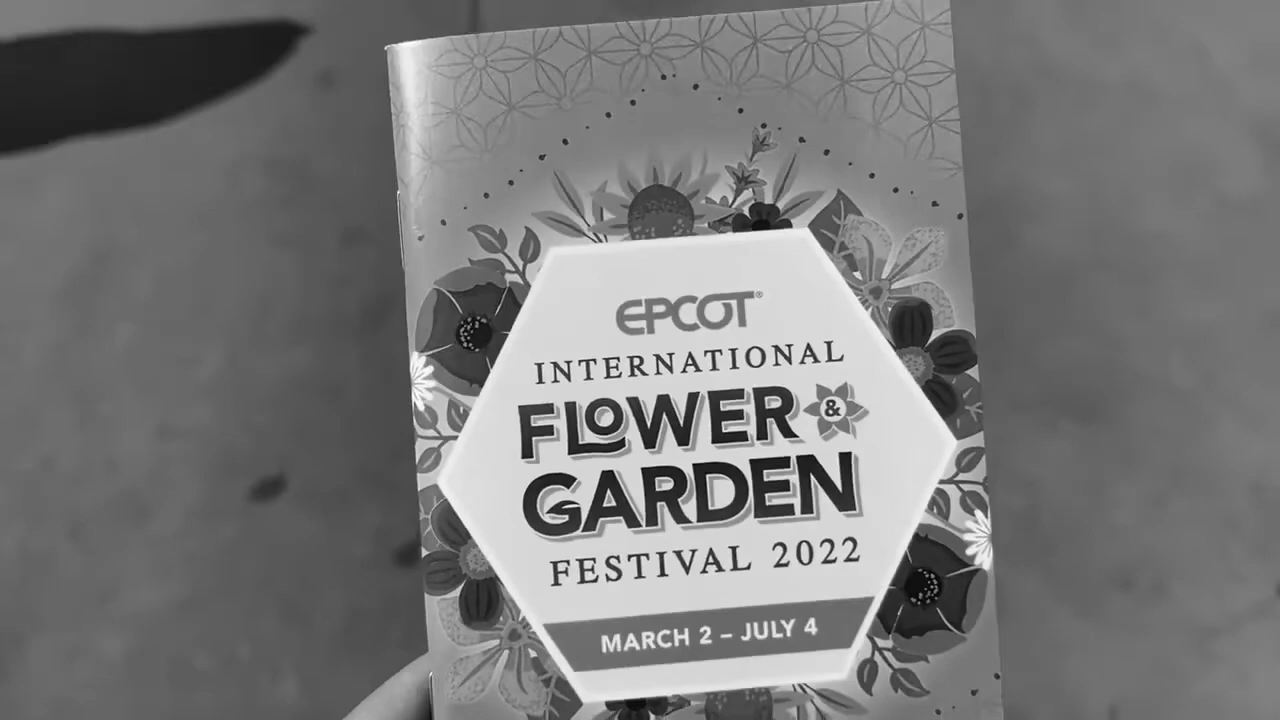 EPCOT®
INTERNATIONAL
FLOWER &
GARDEN
FESTIVAL 2022
MARCH 2 – JULY 4